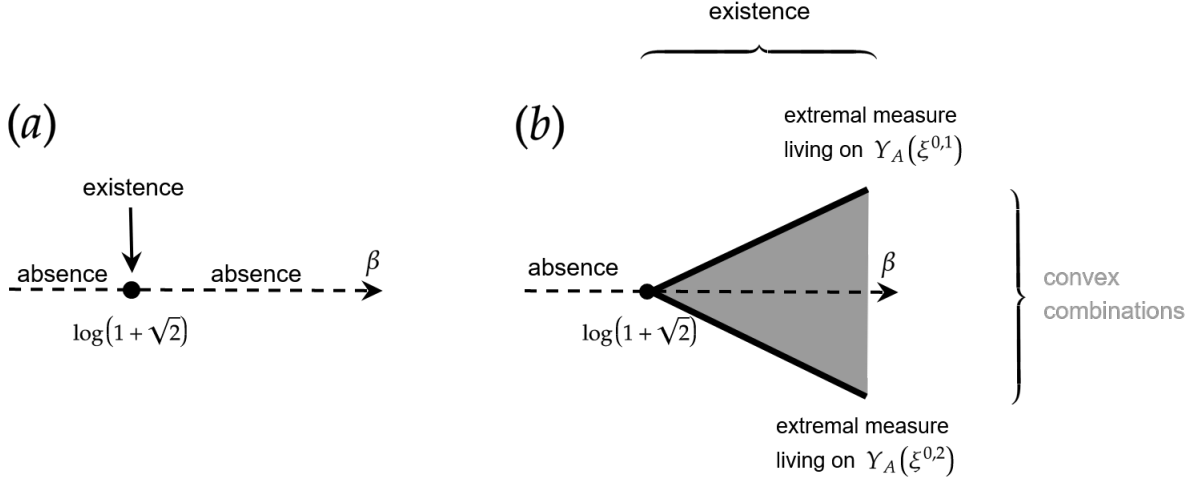 (a)
existence
absence
absence
β
log(1 + √2)
(b)
existence
extremal measure
living on Y_A(ξ^{0,1})
absence
β
log(1 + √2)
convex
combinations
extremal measure
living on Y_A(ξ^{0,2})